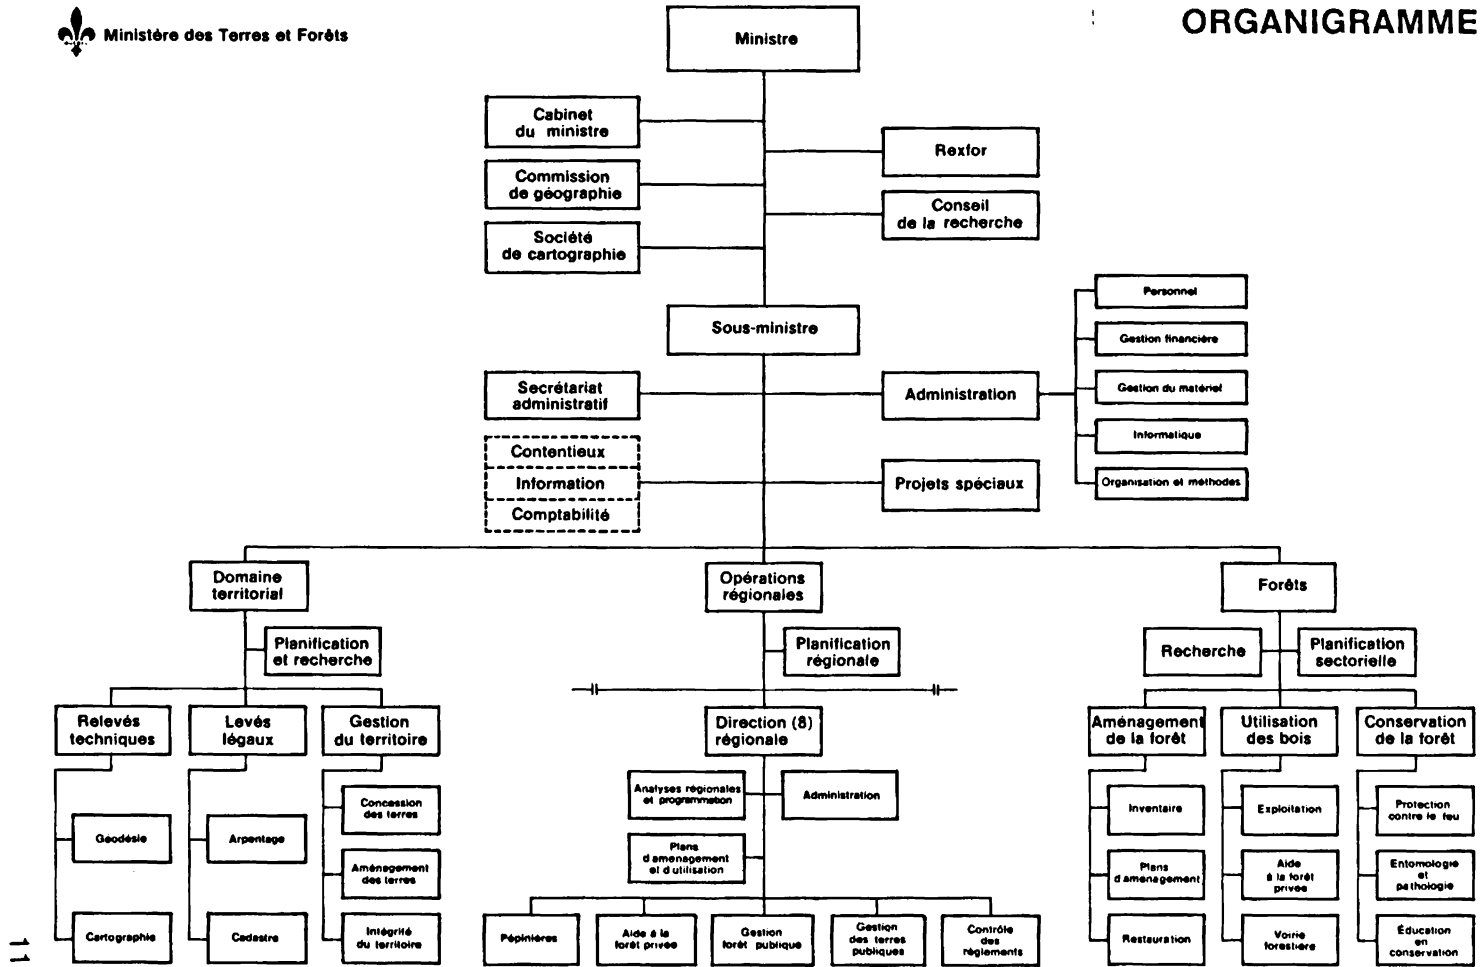 Ministère des Terres et Forêts
ORGANIGRAMME
Ministre
Cabinet
du ministre
Rexfor
Commission
de géographie
Conseil
de la recherche
Société
de cartographie
Sous-ministre
Personnel
Gestion financière
Gestion du matériel
Informatique
Organisation et méthodes
Secrétariat
administratif
Administration
Contentieux
Information
Comptabilité
Projets spéciaux
Domaine
territorial
Planification
et recherche
Relevés
techniques
Géodésie
Cartographie
Levés
légaux
Arpentage
Cadastre
Gestion
du territoire
Concession
des terres
Aménagement
des terres
Intégrité
du territoire
Opérations
régionales
Planification
régionale
Direction (8)
régionale
Analyses régionales
et programmation
Administration
Plans
d'amenagement
et d'utilisation
Pépinières
Aide à la
forêt privée
Gestion
forêt publique
Gestion
des terres
publiques
Contrôle
des
règlements
Forêts
Recherche
Planification
sectorielle
Aménagement
de la forêt
Inventaire
Plans
d'amenagement
Restauration
Utilisation
des bois
Exploitation
Aide
à la forêt
privée
Voirie
forestière
Conservation
de la forêt
Protection
contre le feu
Entomologie
et
pathologie
Éducation
en
conservation
11